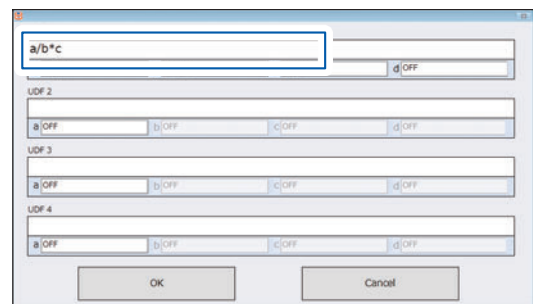 a/b*c
d OFF
UDF 2
a OFF b OFF c OFF d OFF
UDF 3
a OFF b OFF c OFF d OFF
UDF 4
a OFF b OFF c OFF d OFF
OK Cancel